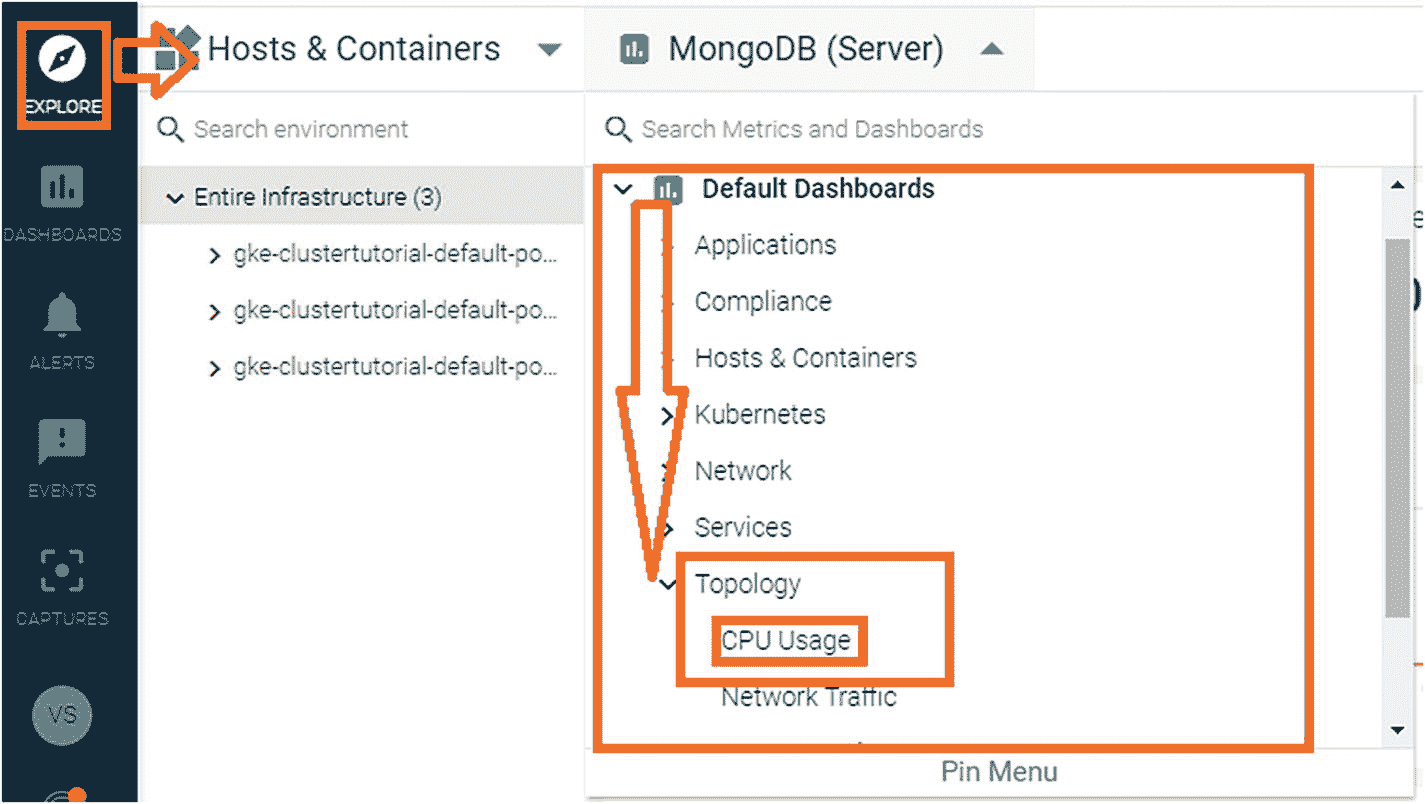 EXPLORE
DASHBOARDS
ALERTS
EVENTS
CAPTURES
VS
Hosts & Containers
Search environment
Entire Infrastructure (3)
gke-clustertutorial-default-po...
gke-clustertutorial-default-po...
gke-clustertutorial-default-po...
MongoDB (Server)
Search Metrics and Dashboards
Default Dashboards
Applications
Compliance
Hosts & Containers
Kubernetes
Network
Services
Topology
CPU Usage
Network Traffic
Pin Menu